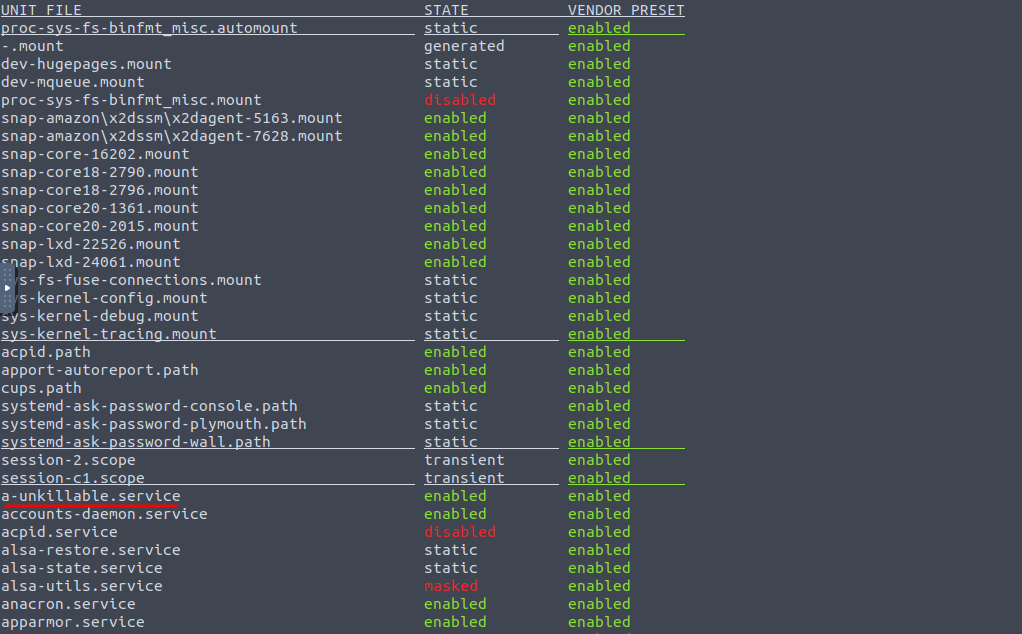 UNIT FILE STATE VENDOR PRESET
proc-sys-fs-binfmt_misc.automount static enabled
-.mount generated enabled
dev-hugepages.mount static enabled
dev-mqueue.mount static enabled
proc-sys-fs-binfmt_misc.mount disabled enabled
snap-amazon\x2dssm\x2dagent-5163.mount enabled enabled
snap-amazon\x2dssm\x2dagent-7628.mount enabled enabled
snap-core-16202.mount enabled enabled
snap-core18-2790.mount enabled enabled
snap-core18-2796.mount enabled enabled
snap-core20-1361.mount enabled enabled
snap-core20-2015.mount enabled enabled
snap-lxd-22526.mount enabled enabled
snap-lxd-24061.mount enabled enabled
ys-fs-fuse-connections.mount static enabled
ys-kernel-config.mount static enabled
sys-kernel-debug.mount static enabled
sys-kernel-tracing.mount static enabled
acpid.path enabled enabled
apport-autoreport.path enabled enabled
cups.path enabled enabled
systemd-ask-password-console.path static enabled
systemd-ask-password-plymouth.path static enabled
systemd-ask-password-wall.path static enabled
session-2.scope transient enabled
session-c1.scope transient enabled
a-unkillable.service enabled enabled
accounts-daemon.service enabled enabled
acpid.service disabled enabled
alsa-restore.service static enabled
alsa-state.service static enabled
alsa-utils.service masked enabled
anacron.service enabled enabled
apparmor.service enabled enabled